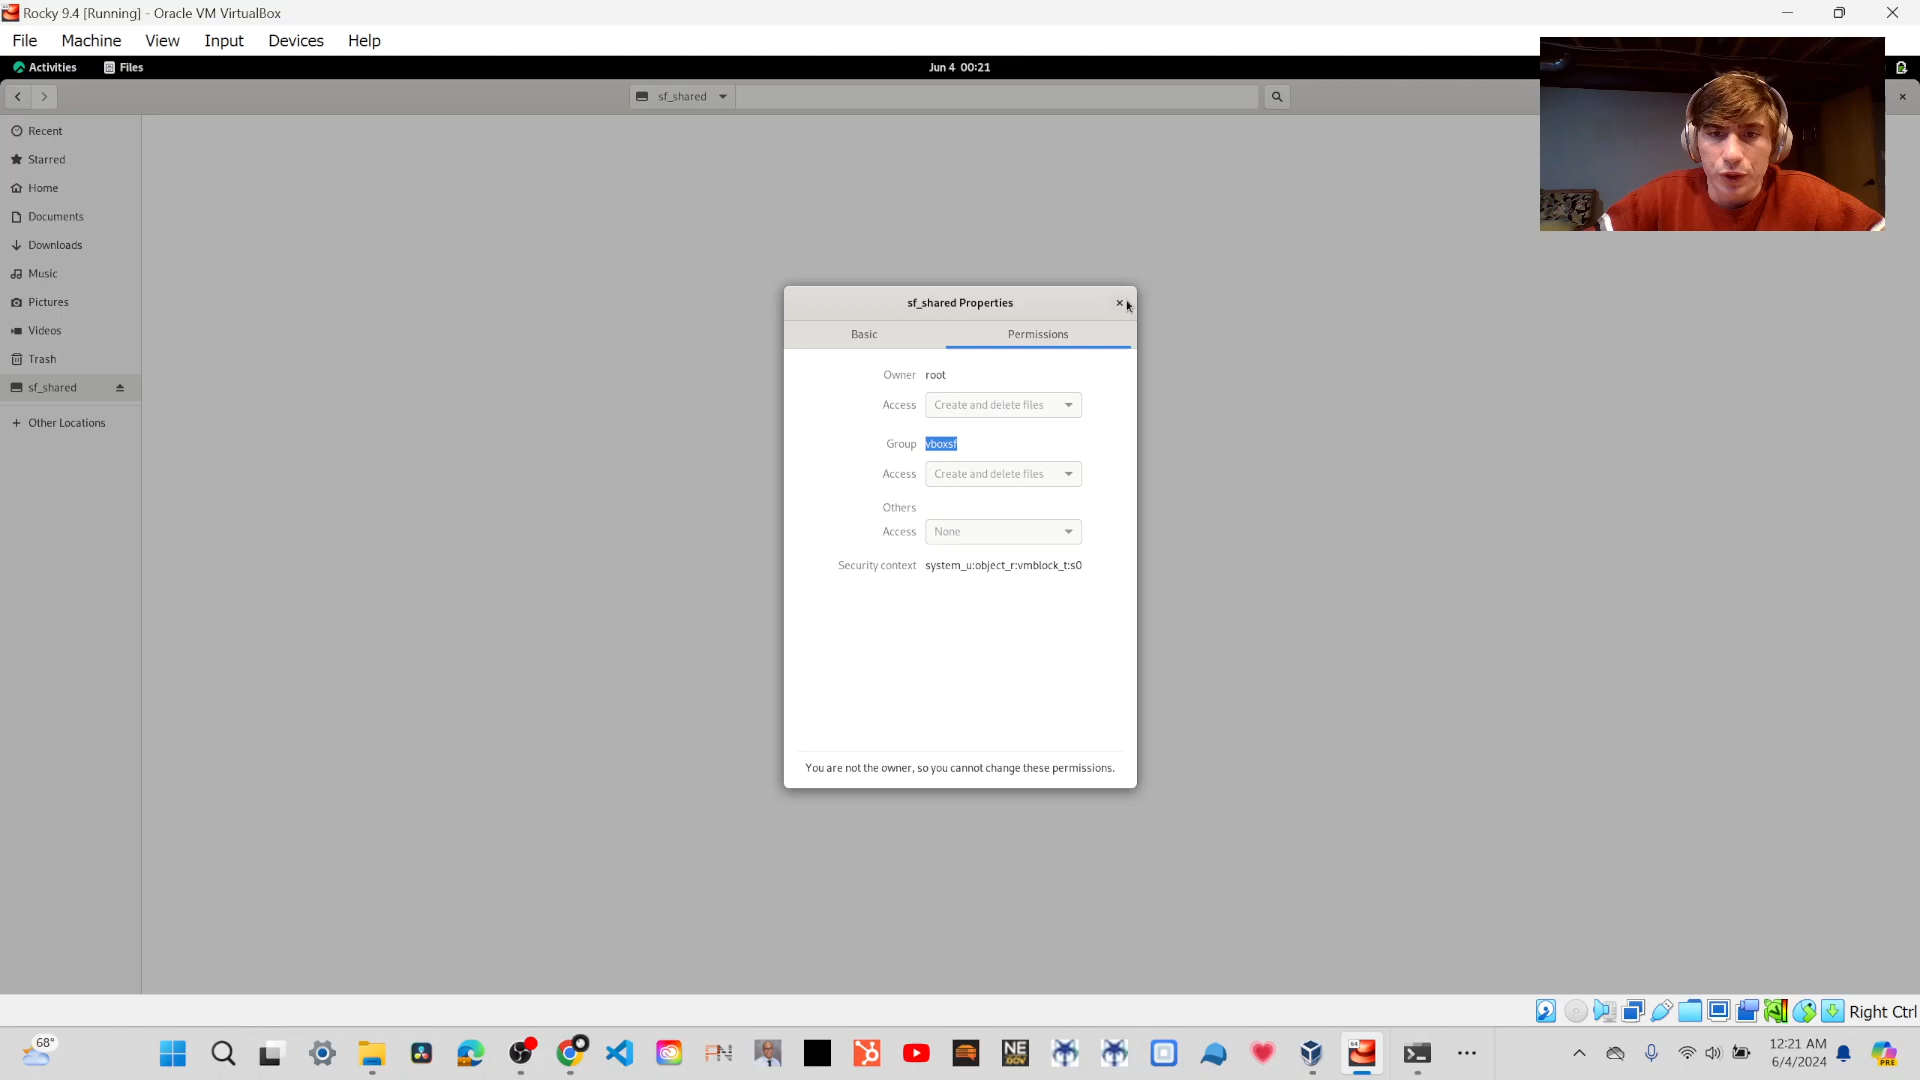 Rocky 9.4 [Running] - Oracle VM VirtualBox
File Machine View Input Devices Help
Activities Files Jun 4 00:21
sf_shared
Recent
Starred
Home
Documents
Downloads
Music
Pictures
Videos
Trash
sf_shared
Other Locations
sf_shared Properties
Basic Permissions
Owner root
Access Create and delete files
Group vboxsf
Access Create and delete files
Others
Access None
Security context system_u:object_r:vmblock_t:s0
You are not the owner, so you cannot change these permissions.
Right Ctrl
68°
NE
DOV
12:21 AM
6/4/2024
PRE